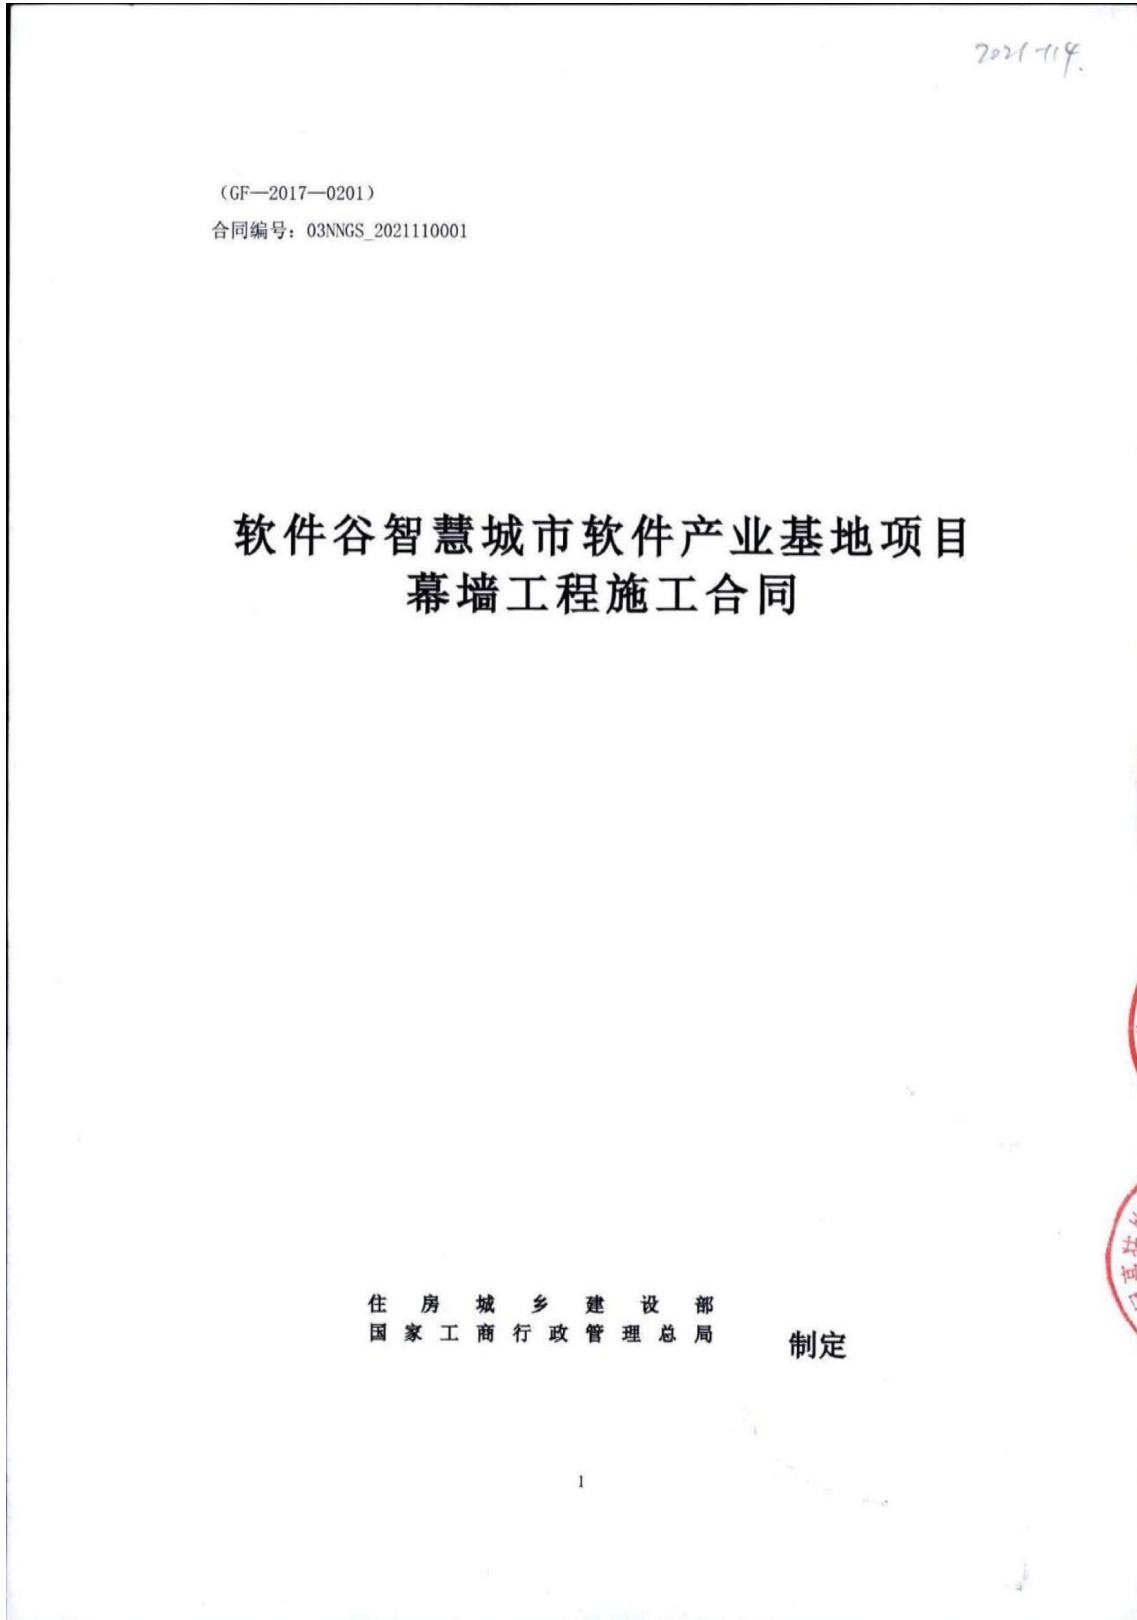 2021-114.
（GF—2017—0201）
合同编号：03NNGS_2021110001
软件谷智慧城市软件产业基地项目
幕墙工程施工合同
住房城乡建设部
国家工商行政管理总局
制定
1